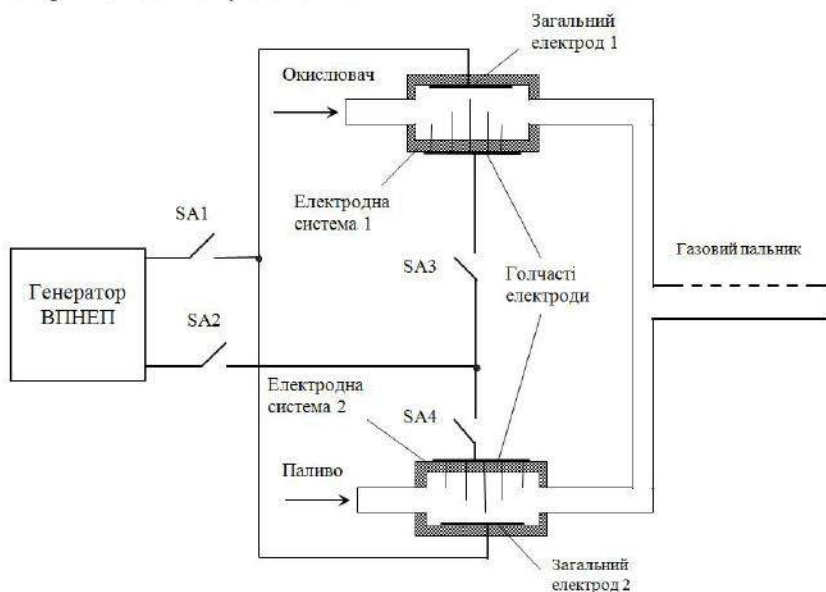 Загальний
електрод 1
Окислювач
Електродна
система 1
SA1
SA3
Голчасті
електроди
Газовий пальник
Генератор
ВПНЕП
SA2
Електродна
система 2
SA4
Паливо
Загальний
електрод 2